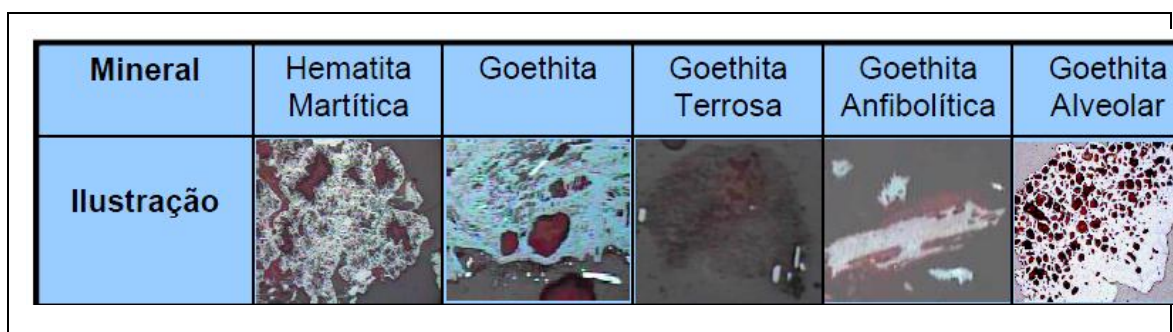 Mineral
Hematita
Martítica
Goethita
Goethita
Terrosa
Goethita
Anfibolítica
Goethita
Alveolar
Ilustração